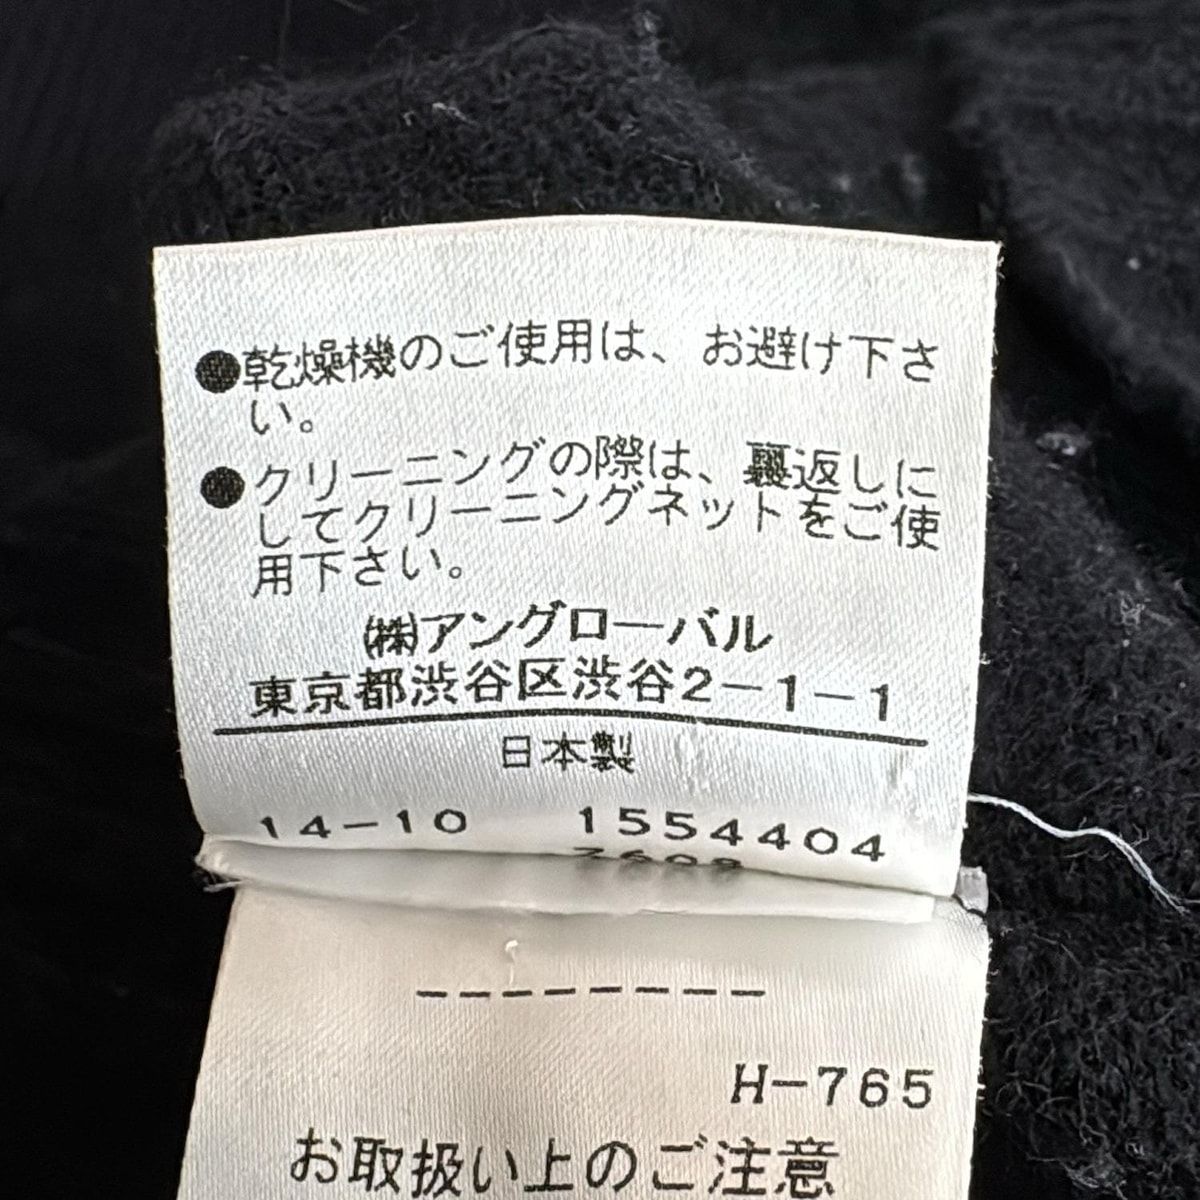 ●乾燥機のご使用は、お避け下さ
い。
●クリーニングの際は、裏返しに
してクリーニングネットをご使
用下さい。
㈱アングローバル
東京都渋谷区渋谷2-1-1
日本製
14-10 1554404
--------
H-765
お取扱い上のご注意